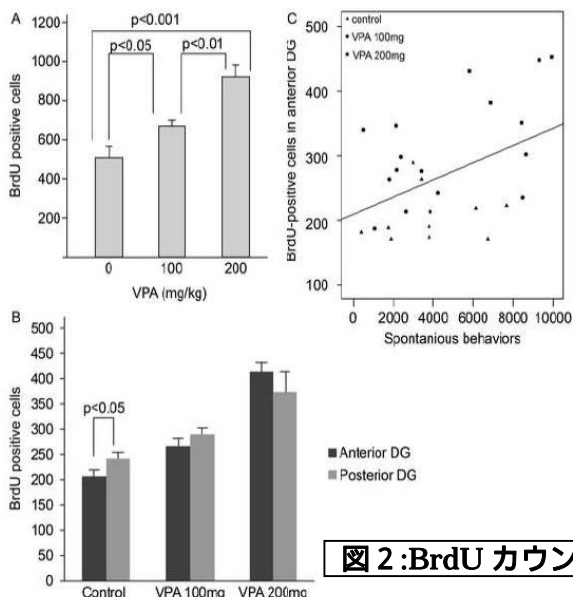 A
1200
1000
800
600
400
200
BrdU positive cells
p<0.001
p<0.05
p<0.01
0
100
200
VPA (mg/kg)
C
BrdU-positive cells in anterior DG
500
400
300
200
100
control
VPA 100mg
VPA 200mg
0
2000
4000
6000
8000
10000
Spontanious behaviors
B
500
450
400
350
300
250
200
150
100
50
0
BrdU positive cells
p<0.05
Control
VPA 100mg
VPA 200mg
Anterior DG
Posterior DG
図2:BrdU カウン